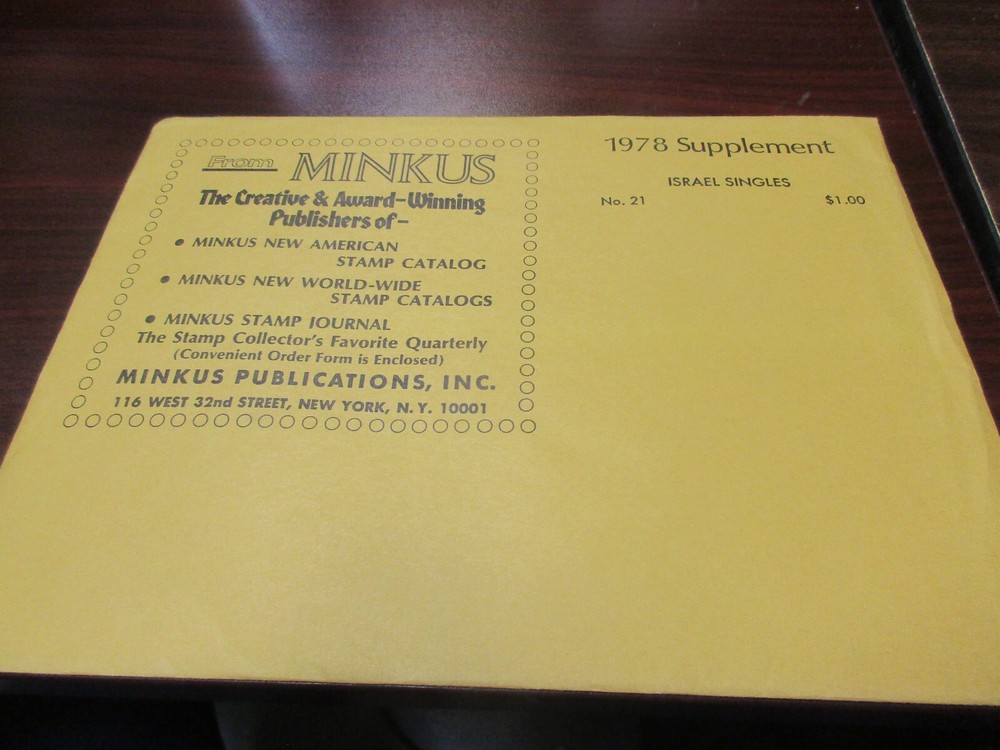 From MINKUS
The Creative & Award-Winning
Publishers of-
• MINKUS NEW AMERICAN
STAMP CATALOG
• MINKUS NEW WORLD-WIDE
STAMP CATALOGS
• MINKUS STAMP JOURNAL
The Stamp Collector's Favorite Quarterly
(Convenient Order Form is Enclosed)
MINKUS PUBLICATIONS, INC.
116 WEST 32nd STREET, NEW YORK, N.Y. 10001
1978 Supplement
ISRAEL SINGLES
No. 21 $1.00